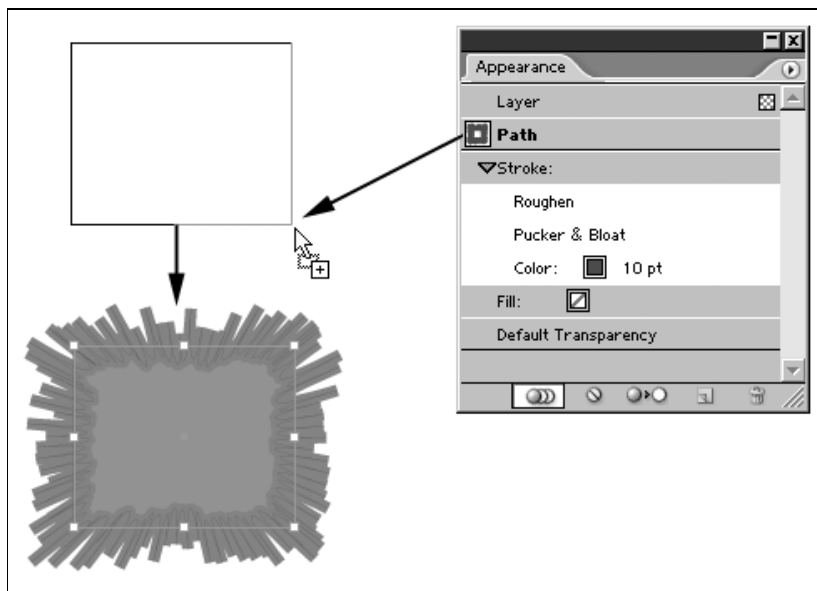 Appearance
Layer
Path
Stroke:
Roughen
Pucker & Bloat
Color: 10 pt
Fill:
Default Transparency